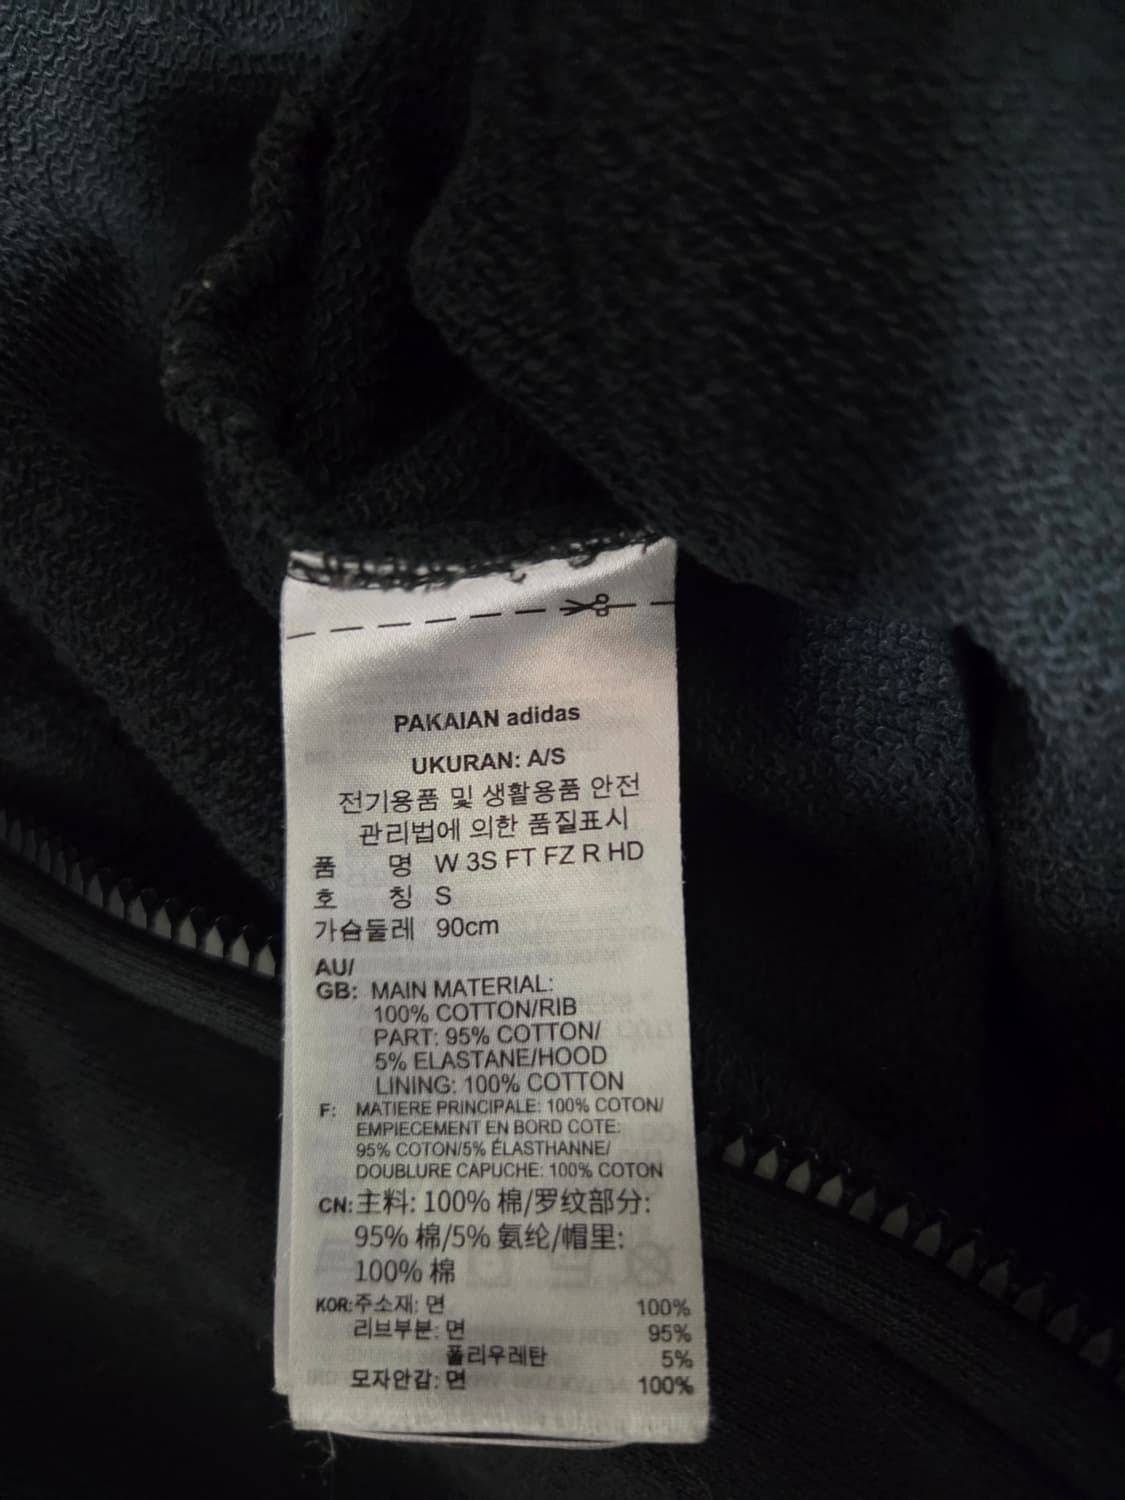 PAKAIAN adidas
UKURAN: A/S
전기용품 및 생활용품 안전
관리법에 의한 품질표시
품 명 W 3S FT FZ R HD
호 칭 S
가슴둘레 90cm
AU/
GB: MAIN MATERIAL:
100% COTTON/RIB
PART: 95% COTTON/
5% ELASTANE/HOOD
LINING: 100% COTTON
F: MATIERE PRINCIPALE: 100% COTON/
EMPIECEMENT EN BORD COTE:
95% COTON/5% ÉLASTHANNE/
DOUBLURE CAPUCHE: 100% COTON
CN: 主料: 100% 棉/罗纹部分:
95% 棉/5% 氨纶/帽里:
100% 棉
KOR: 주소재: 면 100%
리브부분: 면 95%
폴리우레탄 5%
모자안감: 면 100%